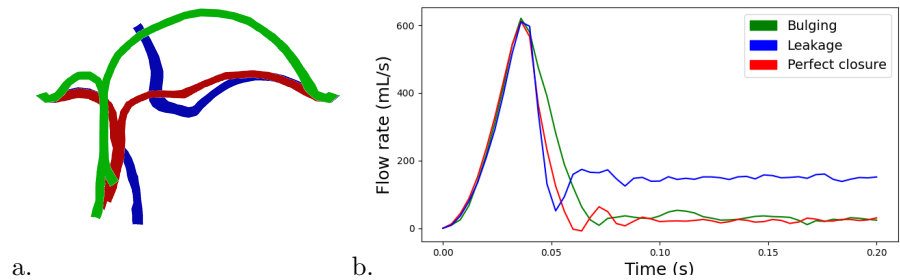 600
400
200
0
Flow rate (mL/s)
Bulging
Leakage
Perfect closure
0.00
0.05
0.10
0.15
0.20
Time (s)
a.
b.